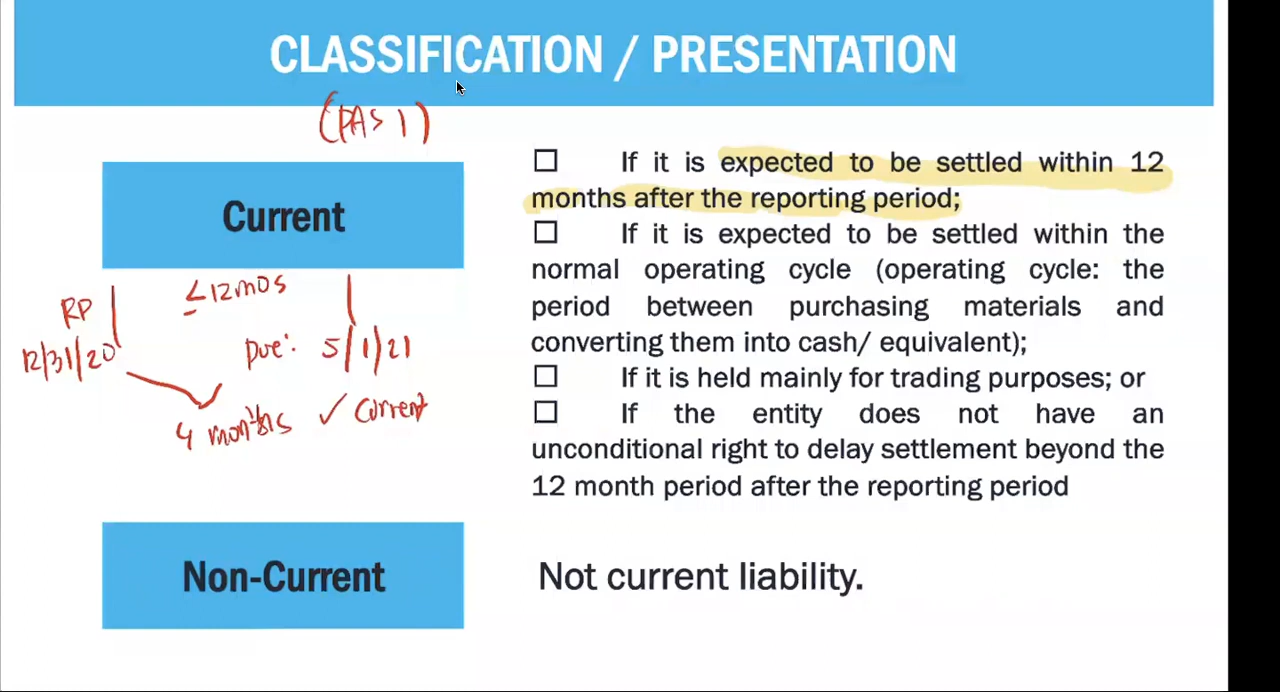 CLASSIFICATION / PRESENTATION
(PAS 1)
Current
☐ If it is expected to be settled within 12
months after the reporting period;
☐ If it is expected to be settled within the
normal operating cycle (operating cycle: the
period between purchasing materials and
converting them into cash/ equivalent);
☐ If it is held mainly for trading purposes; or
☐ If the entity does not have an
unconditional right to delay settlement beyond the
12 month period after the reporting period
RP
≤12mos
12/31/20
Due: 5/1/21
4 months ✓ Current
Non-Current
Not current liability.